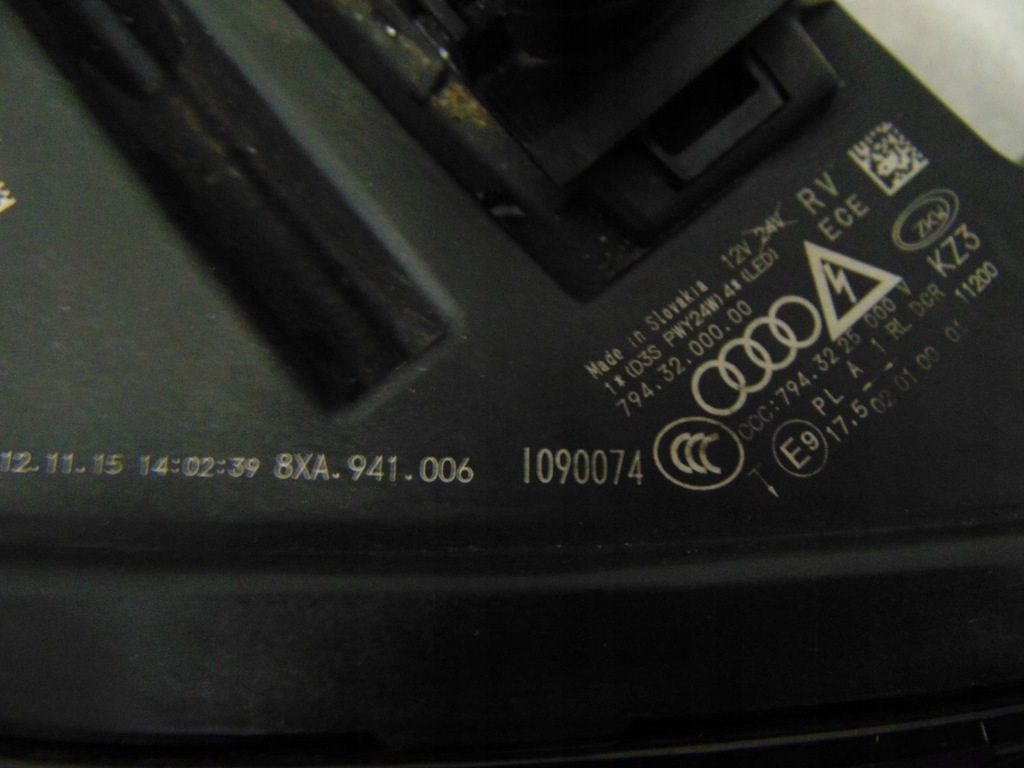 RV
ECE
ZKW
KZ3
Made in Slovakia 12V 24V
1x(D3S PWY24W) 4x(LED)
794.32.000.00
CCC:794.32 25 000 V
PL A 1 RL DCR 11200
E9
17.5 02 01 00 01
12.11.15 14:02:39 8XA.941.006 1090074